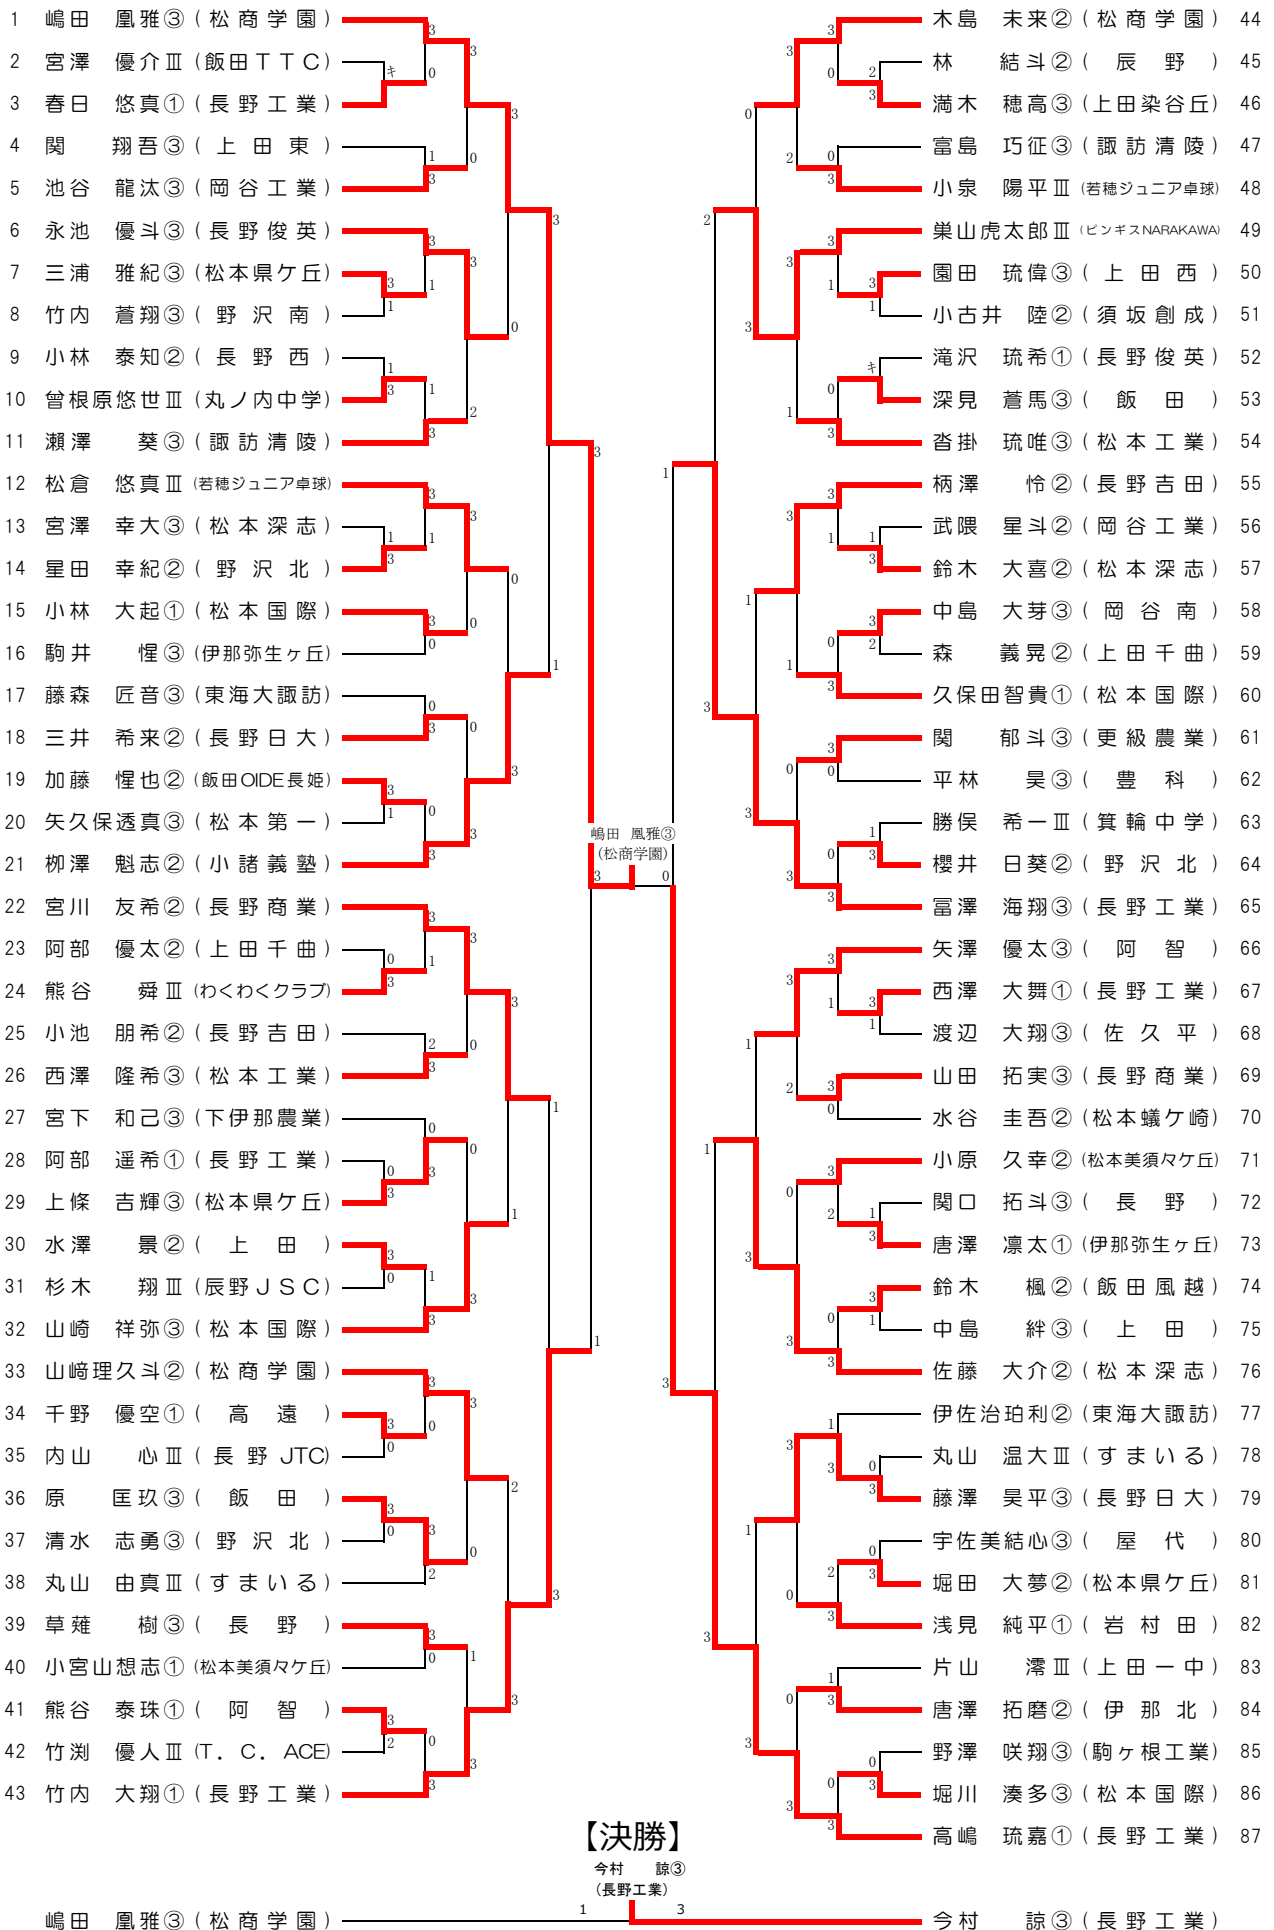 1 嶋田 凰雅③ (松商学園)
2 宮澤 優介Ⅲ (飯田TTC)
3 春日 悠真① (長野工業)
4 関 翔吾③ (上田東)
5 池谷 龍汰③ (岡谷工業)
6 永池 優斗③ (長野俊英)
7 三浦 雅紀③ (松本県ケ丘)
8 竹内 蒼翔③ (野沢南)
9 小林 泰知② (長野西)
10 曾根原悠世Ⅲ (丸ノ内中学)
11 瀬澤 葵③ (諏訪清陵)
12 松倉 悠真Ⅲ (若穂ジュニア卓球)
13 宮澤 幸大③ (松本深志)
14 星田 幸紀② (野沢北)
15 小林 大起① (松本国際)
16 駒井 惺③ (伊那弥生ヶ丘)
17 藤森 匠音③ (東海大諏訪)
18 三井 希来② (長野日大)
19 加藤 惺也② (飯田OIDE長姫)
20 矢久保透真③ (松本第一)
21 栁澤 魁志② (小諸義塾)
22 宮川 友希② (長野商業)
23 阿部 優太② (上田千曲)
24 熊谷 舜Ⅲ (わくわくクラブ)
25 小池 朋希② (長野吉田)
26 西澤 隆希③ (松本工業)
27 宮下 和己③ (下伊那農業)
28 阿部 遥希① (長野工業)
29 上條 吉輝③ (松本県ケ丘)
30 水澤 景② (上田)
31 杉木 翔Ⅲ (辰野JSC)
32 山崎 祥弥③ (松本国際)
33 山﨑理久斗② (松商学園)
34 千野 優空① (高遠)
35 内山 心Ⅲ (長野JTC)
36 原 匡玖③ (飯田)
37 清水 志勇③ (野沢北)
38 丸山 由真Ⅲ (すまいる)
39 草薙 樹③ (長野)
40 小宮山想志① (松本美須々ケ丘)
41 熊谷 泰珠① (阿智)
42 竹渕 優人Ⅲ (T．C．ACE)
43 竹内 大翔① (長野工業)
木島 未来② (松商学園) 44
林 結斗② (辰野) 45
満木 穂高③ (上田染谷丘) 46
富島 巧征③ (諏訪清陵) 47
小泉 陽平Ⅲ (若穂ジュニア卓球) 48
巣山虎太郎Ⅲ (ピンギスNARAKAWA) 49
園田 琉偉③ (上田西) 50
小古井 陸② (須坂創成) 51
滝沢 琉希① (長野俊英) 52
深見 蒼馬③ (飯田) 53
沓掛 琉唯③ (松本工業) 54
柄澤 怜② (長野吉田) 55
武隈 星斗② (岡谷工業) 56
鈴木 大喜② (松本深志) 57
中島 大芽③ (岡谷南) 58
森 義晃② (上田千曲) 59
久保田智貴① (松本国際) 60
関 郁斗③ (更級農業) 61
平林 昊③ (豊科) 62
勝俣 希一Ⅲ (箕輪中学) 63
櫻井 日葵② (野沢北) 64
冨澤 海翔③ (長野工業) 65
矢澤 優太③ (阿智) 66
西澤 大舞① (長野工業) 67
渡辺 大翔③ (佐久平) 68
山田 拓実③ (長野商業) 69
水谷 圭吾② (松本蟻ケ崎) 70
小原 久幸② (松本美須々ケ丘) 71
関口 拓斗③ (長野) 72
唐澤 凛太① (伊那弥生ヶ丘) 73
鈴木 楓② (飯田風越) 74
中島 絆③ (上田) 75
佐藤 大介② (松本深志) 76
伊佐治珀利② (東海大諏訪) 77
丸山 温大Ⅲ (すまいる) 78
藤澤 昊平③ (長野日大) 79
宇佐美結心③ (屋代) 80
堀田 大夢② (松本県ケ丘) 81
浅見 純平① (岩村田) 82
片山 澪Ⅲ (上田一中) 83
唐澤 拓磨② (伊那北) 84
野澤 咲翔③ (駒ヶ根工業) 85
堀川 湊多③ (松本国際) 86
高嶋 琉嘉① (長野工業) 87
嶋田 凰雅③
(松商学園)
3 0
【決勝】
今村 諒③
(長野工業)
1 3
嶋田 凰雅③ (松商学園) 今村 諒③ (長野工業)